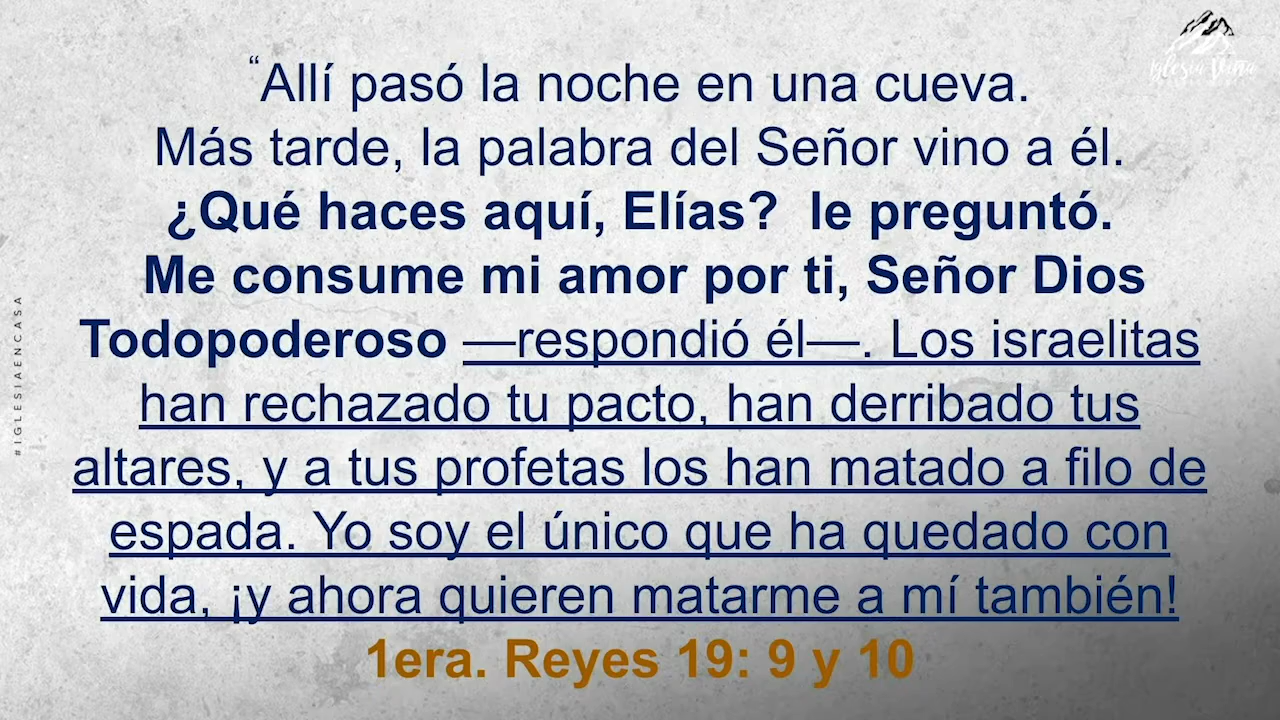 “Allí pasó la noche en una cueva.
Más tarde, la palabra del Señor vino a él.
¿Qué haces aquí, Elías?  le preguntó.
Me consume mi amor por ti, Señor Dios
Todopoderoso —respondió él—. Los israelitas
han rechazado tu pacto, han derribado tus
altares, y a tus profetas los han matado a filo de
espada. Yo soy el único que ha quedado con
vida, ¡y ahora quieren matarme a mí también!
1era. Reyes 19: 9 y 10
#IGLESIAENCASA
Iglesia Viña